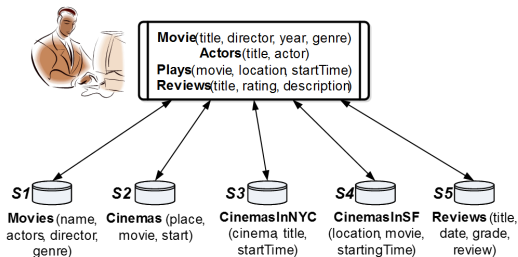 Movie(title, director, year, genre)
Actors(title, actor)
Plays(movie, location, startTime)
Reviews(title, rating, description)
S1
S2
S3
S4
S5
Movies (name,
actors, director,
genre)
Cinemas (place,
movie, start)
CinemasInNYC
(cinema, title,
startTime)
CinemasInSF
(location, movie,
startingTime)
Reviews (title,
date, grade,
review)